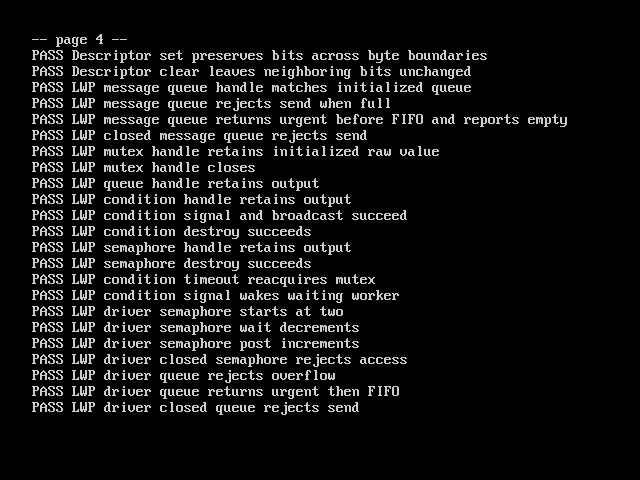 -- page 4 --
PASS Descriptor set preserves bits across byte boundaries
PASS Descriptor clear leaves neighboring bits unchanged
PASS LWP message queue handle matches initialized queue
PASS LWP message queue rejects send when full
PASS LWP message queue returns urgent before FIFO and reports empty
PASS LWP closed message queue rejects send
PASS LWP mutex handle retains initialized raw value
PASS LWP mutex handle closes
PASS LWP queue handle retains output
PASS LWP condition handle retains output
PASS LWP condition signal and broadcast succeed
PASS LWP condition destroy succeeds
PASS LWP semaphore handle retains output
PASS LWP semaphore destroy succeeds
PASS LWP condition timeout reacquires mutex
PASS LWP condition signal wakes waiting worker
PASS LWP driver semaphore starts at two
PASS LWP driver semaphore wait decrements
PASS LWP driver semaphore post increments
PASS LWP driver closed semaphore rejects access
PASS LWP driver queue rejects overflow
PASS LWP driver queue returns urgent then FIFO
PASS LWP driver closed queue rejects send